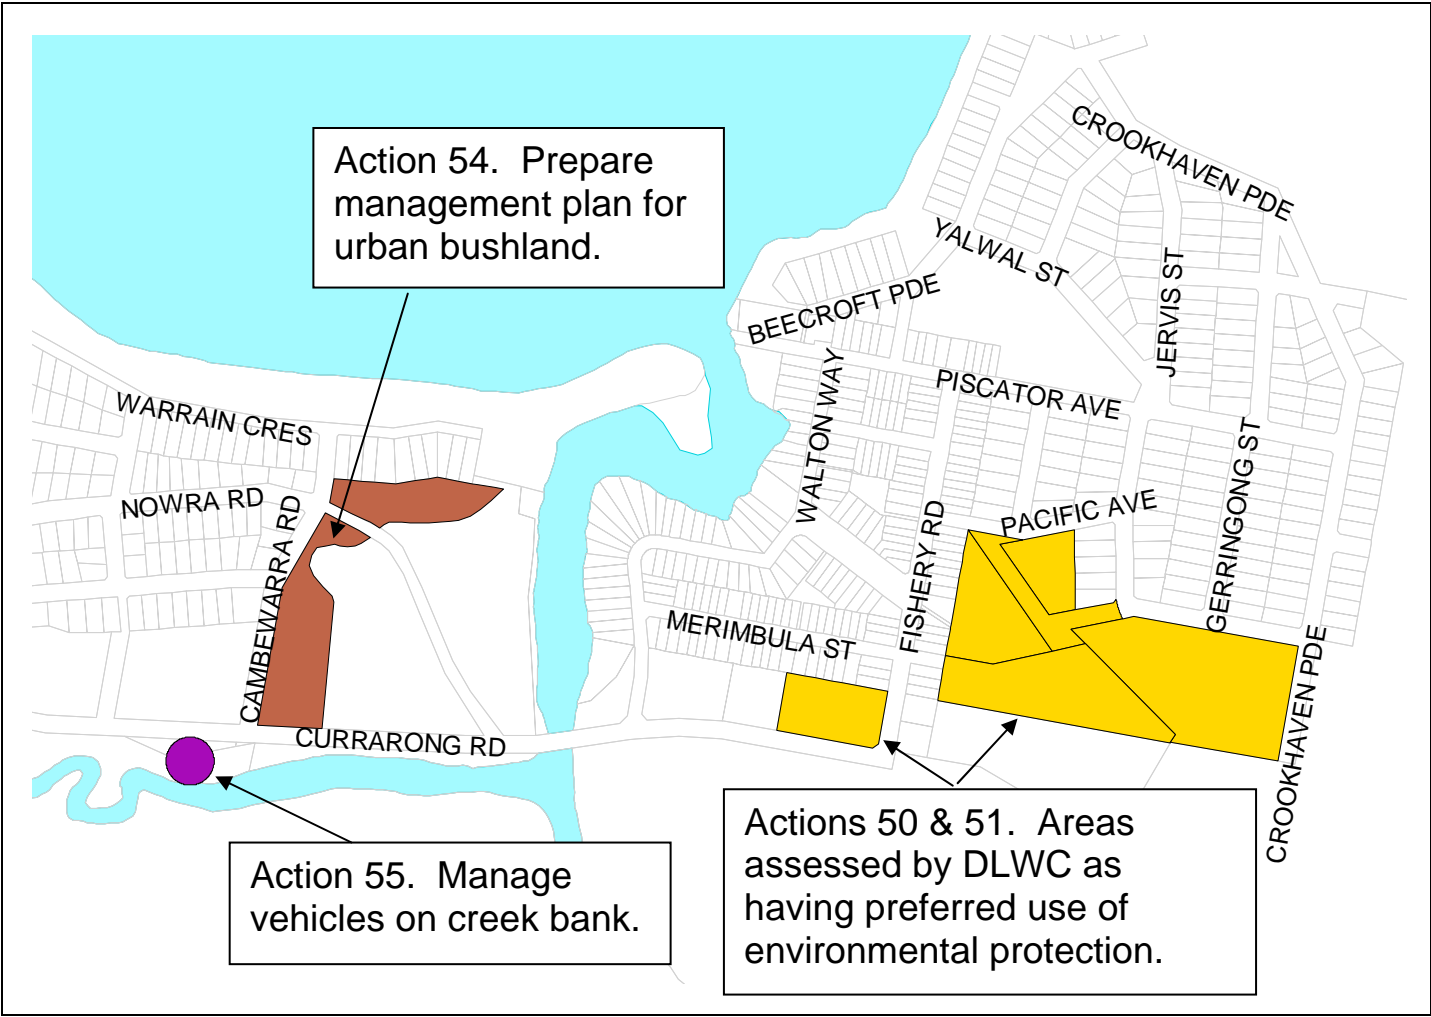 CROOKHAVEN PDE
Action 54.  Prepare
management plan for
urban bushland.
YALWAL ST
JERVIS ST
BEECROFT PDE
WALTON WAY
PISCATOR AVE
WARRAIN CRES
GERRINGONG ST
NOWRA RD
CAMBEWARRA RD
FISHERY RD
PACIFIC AVE
MERIMBULA ST
CROOKHAVEN PDE
CURRARONG RD
Actions 50 & 51.  Areas
assessed by DLWC as
having preferred use of
environmental protection.
Action 55.  Manage
vehicles on creek bank.